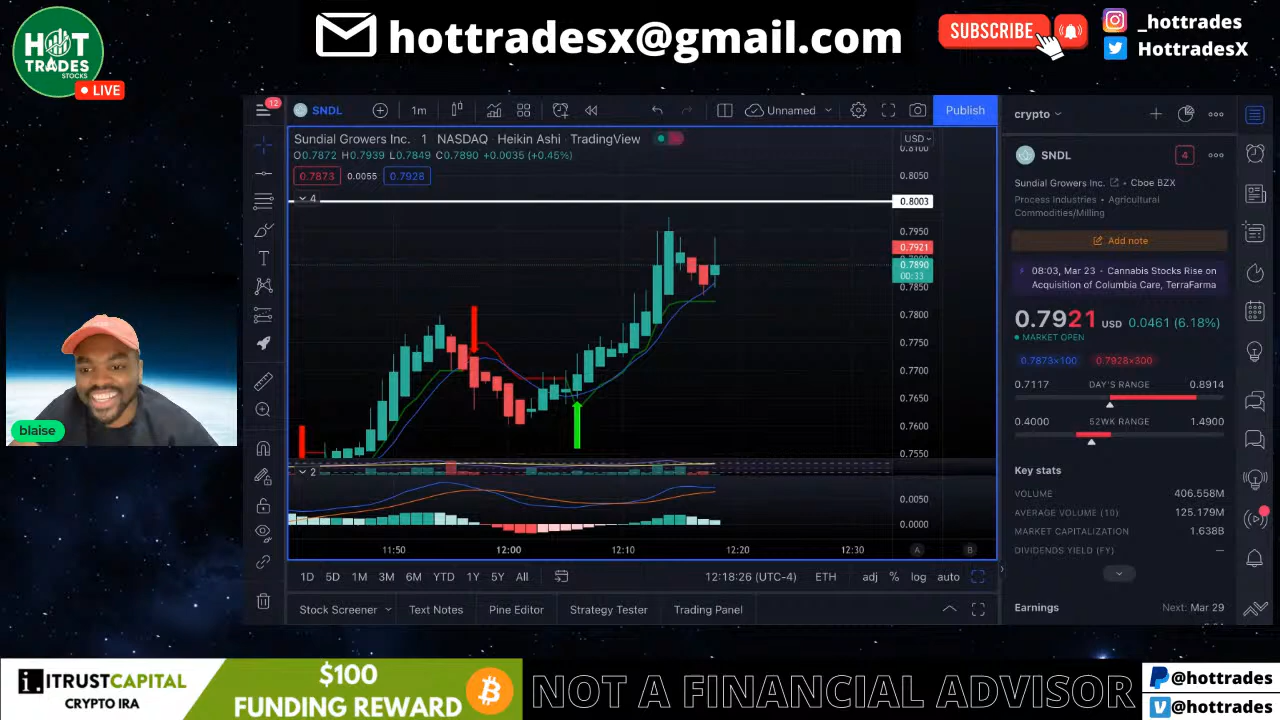 hottradesx@gmail.com
SUBSCRIBE
_hottrades
HottradesX
HOT
TRADES
STOCKS
LIVE
12
SNDL
1m
Unnamed
Publish
crypto
Sundial Growers Inc. · 1 · NASDAQ · Heikin Ashi · TradingView
USD
O0.7872 H0.7939 L0.7849 C0.7890 +0.0035 (+0.45%)
0.7873 0.0055 0.7928
4
0.8050
0.8003
0.7950
0.7921
0.7890
00:33
0.7850
0.7800
0.7750
0.7700
0.7650
0.7600
0.7550
2
0.0050
0.0000
11:50 12:00 12:10 12:20 12:30 A B
1D 5D 1M 3M 6M YTD 1Y 5Y All 12:18:26 (UTC-4) ETH adj % log auto
Stock Screener Text Notes Pine Editor Strategy Tester Trading Panel
SNDL 4
Sundial Growers Inc. · Cboe BZX
Process Industries · Agricultural
Commodities/Milling
Add note
08:03, Mar 23 - Cannabis Stocks Rise on
Acquisition of Columbia Care, TerraFarma
0.7921 USD 0.0461 (6.18%)
MARKET OPEN
0.7873×100 0.7928×300
0.7117 DAY'S RANGE 0.8914
0.4000 52WK RANGE 1.4900
Key stats
VOLUME 406.558M
AVERAGE VOLUME (10) 125.179M
MARKET CAPITALIZATION 1.638B
DIVIDENDS YIELD (FY) —
Earnings Next: Mar 29
blaise
ITRUSTCAPITAL
CRYPTO IRA
$100
FUNDING REWARD
NOT A FINANCIAL ADVISOR
@hottrades
@hottrades